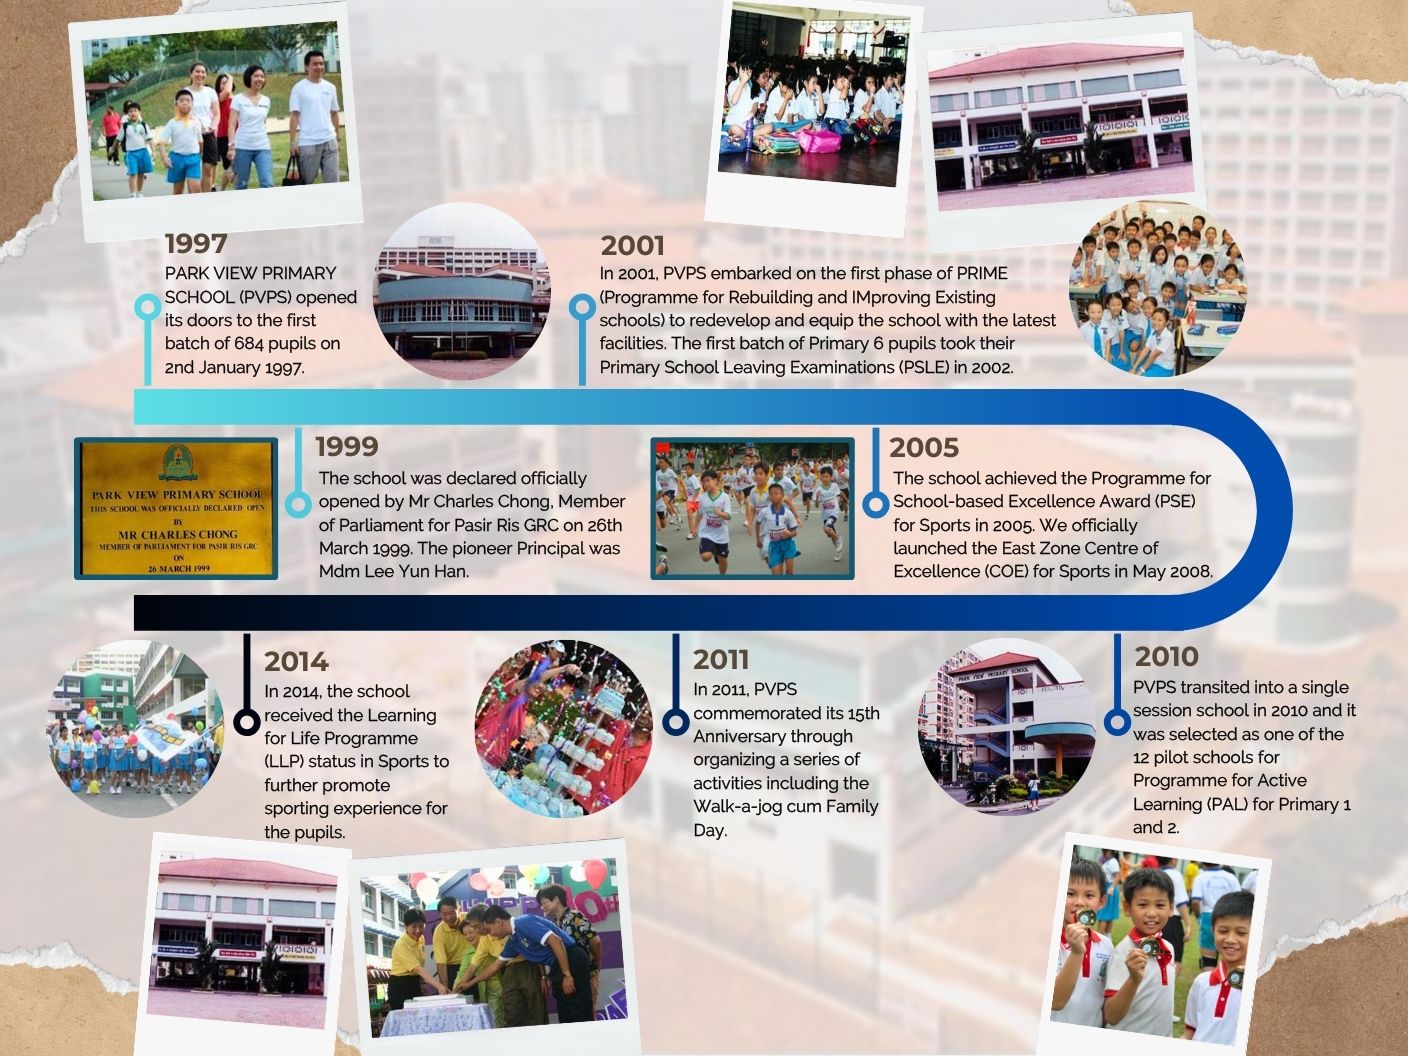 1997
PARK VIEW PRIMARY
SCHOOL (PVPS) opened
its doors to the first
batch of 684 pupils on
2nd January 1997.
2001
In 2001, PVPS embarked on the first phase of PRIME
(Programme for Rebuilding and IMproving Existing
schools) to redevelop and equip the school with the latest
facilities. The first batch of Primary 6 pupils took their
Primary School Leaving Examinations (PSLE) in 2002.
PARK VIEW PRIMARY SCHOOL
THIS SCHOOL WAS OFFICIALLY DECLARED OPEN
BY
MR CHARLES CHONG
MEMBER OF PARLIAMENT FOR PASIR RIS GRC
ON
26 MARCH 1999
1999
The school was declared officially
opened by Mr Charles Chong, Member
of Parliament for Pasir Ris GRC on 26th
March 1999. The pioneer Principal was
Mdm Lee Yun Han.
2005
The school achieved the Programme for
School-based Excellence Award (PSE)
for Sports in 2005. We officially
launched the East Zone Centre of
Excellence (COE) for Sports in May 2008.
2014
In 2014, the school
received the Learning
for Life Programme
(LLP) status in Sports to
further promote
sporting experience for
the pupils.
2011
In 2011, PVPS
commemorated its 15th
Anniversary through
organizing a series of
activities including the
Walk-a-jog cum Family
Day.
PARK VIEW PRIMARY SCHOOL
2010
PVPS transited into a single
session school in 2010 and it
was selected as one of the
12 pilot schools for
Programme for Active
Learning (PAL) for Primary 1
and 2.